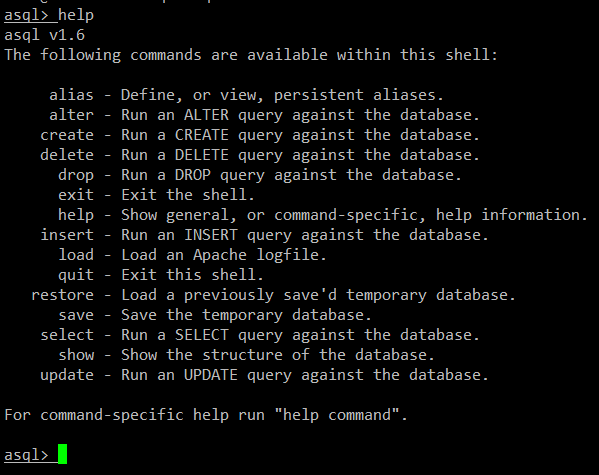 asql> help
asql v1.6
The following commands are available within this shell:
alias - Define, or view, persistent aliases.
alter - Run an ALTER query against the database.
create - Run a CREATE query against the database.
delete - Run a DELETE query against the database.
drop - Run a DROP query against the database.
exit - Exit the shell.
help - Show general, or command-specific, help information.
insert - Run an INSERT query against the database.
load - Load an Apache logfile.
quit - Exit this shell.
restore - Load a previously save'd temporary database.
save - Save the temporary database.
select - Run a SELECT query against the database.
show - Show the structure of the database.
update - Run an UPDATE query against the database.
For command-specific help run "help command".
asql>